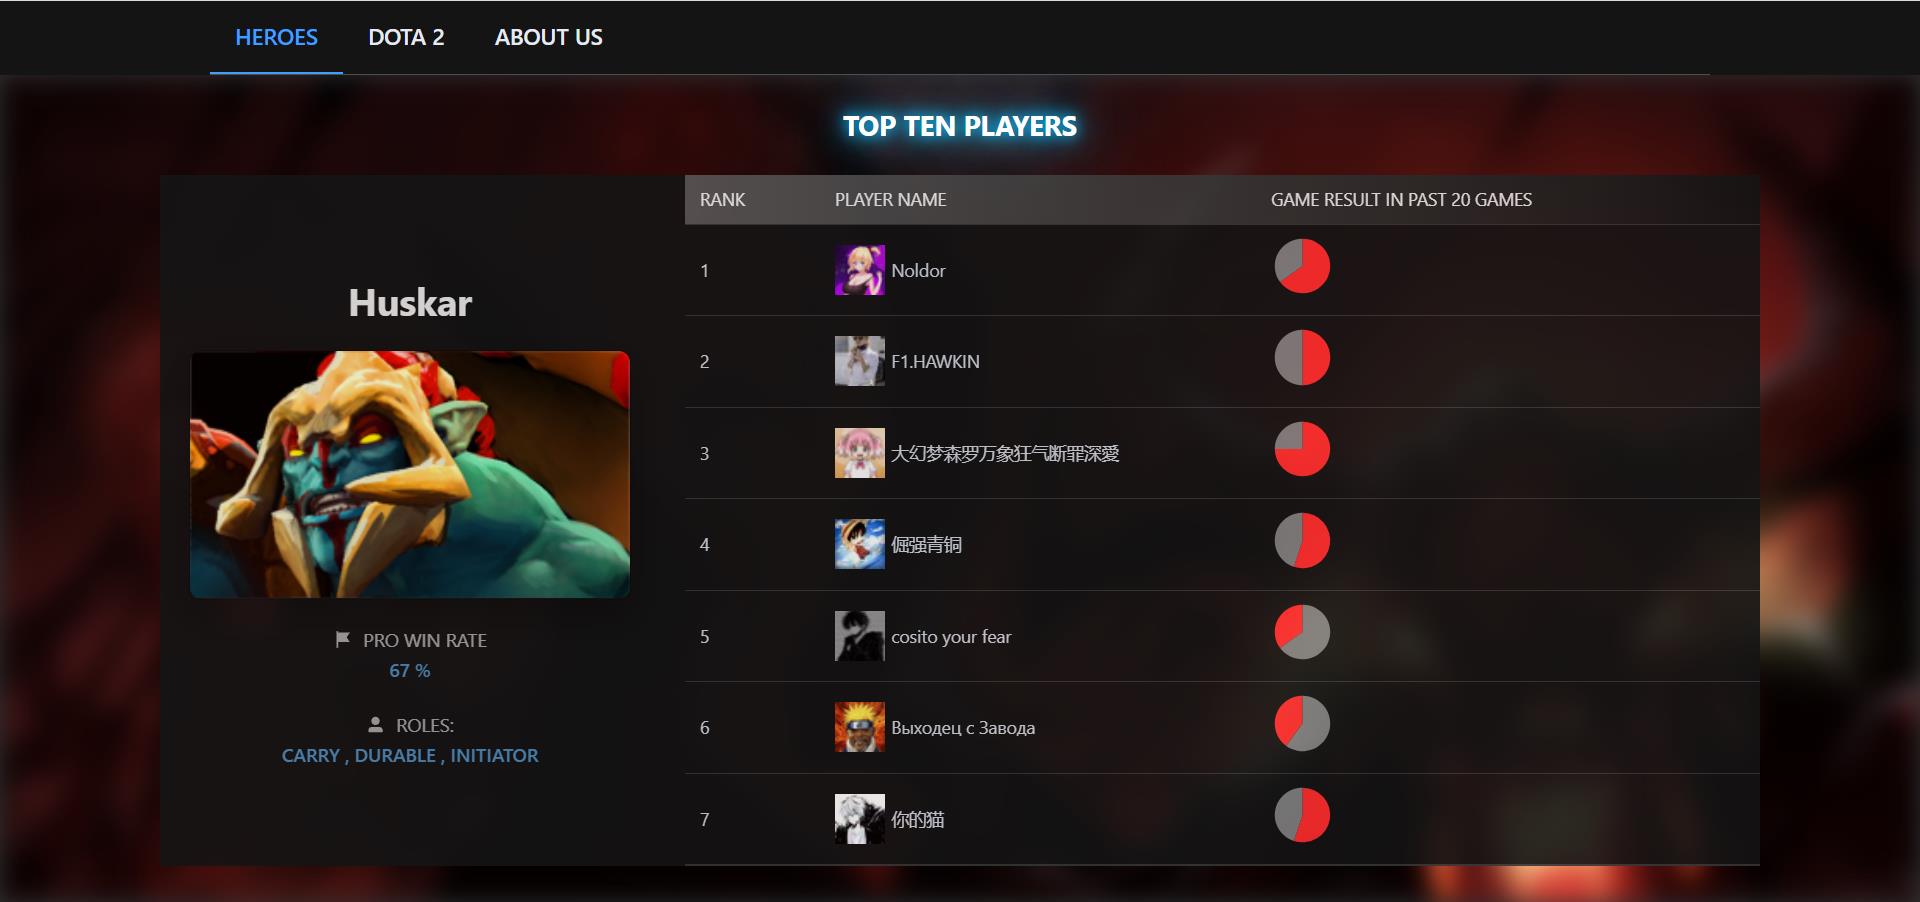 HEROES DOTA 2 ABOUT US
TOP TEN PLAYERS
Huskar
PRO WIN RATE
67 %
ROLES:
CARRY , DURABLE , INITIATOR
RANK PLAYER NAME GAME RESULT IN PAST 20 GAMES
1 Noldor
2 F1.HAWKIN
3 大幻梦森罗万象狂气断罪深愛
4 倔强青铜
5 cosito your fear
6 Выходец с Завода
7 你的猫